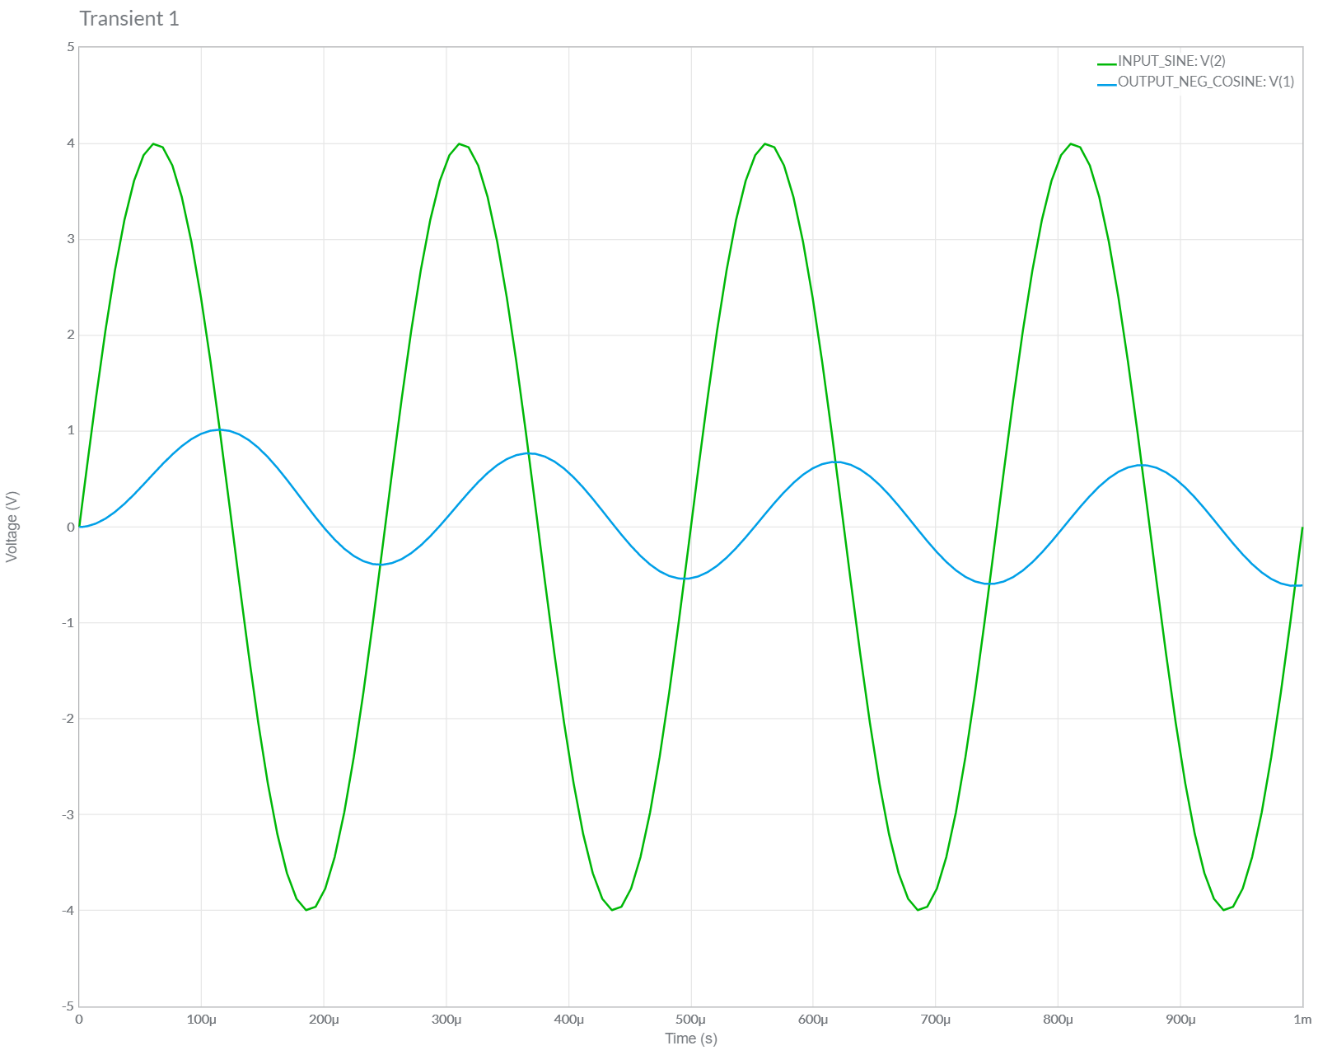 Transient 1
INPUT_SINE: V(2)
OUTPUT_NEG_COSINE: V(1)
Voltage (V)
5
4
3
2
1
0
-1
-2
-3
-4
-5
0 100µ 200µ 300µ 400µ 500µ 600µ 700µ 800µ 900µ 1m
Time (s)